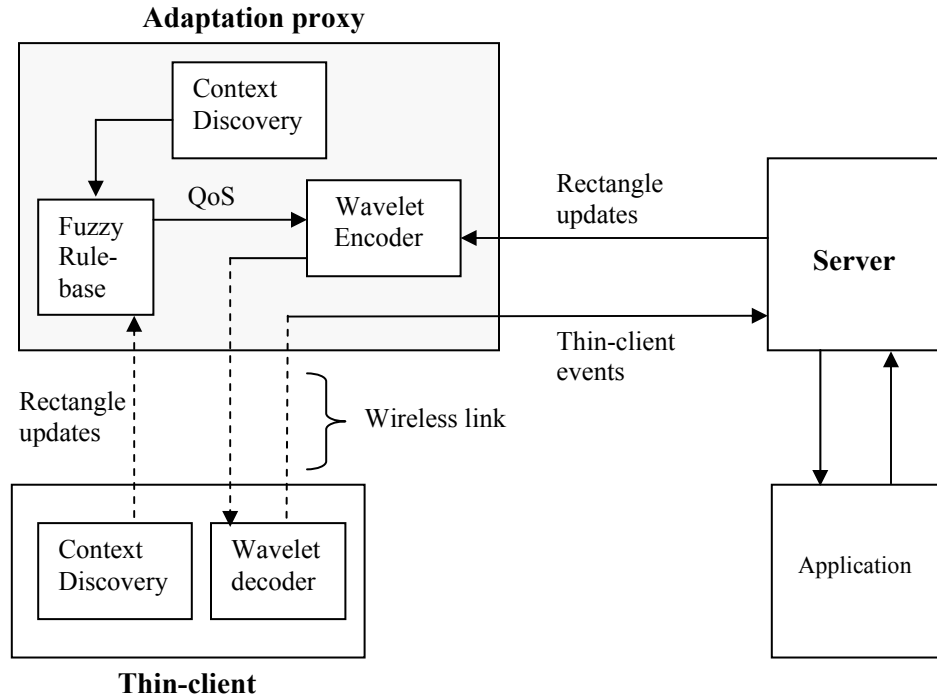 Adaptation proxy
Context
Discovery
QoS
Fuzzy
Rule-
base
Wavelet
Encoder
Rectangle
updates
Server
Thin-client
events
Rectangle
updates
Wireless link
Context
Discovery
Wavelet
decoder
Application
Thin-client